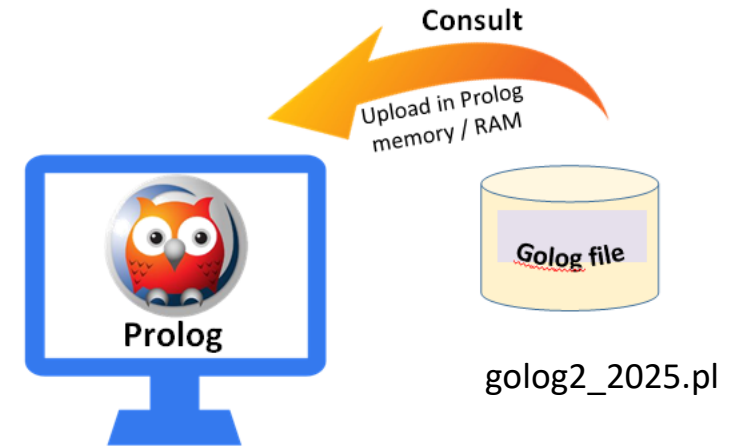 Consult
Upload in Prolog
memory / RAM
Golog file
Prolog
golog2_2025.pl